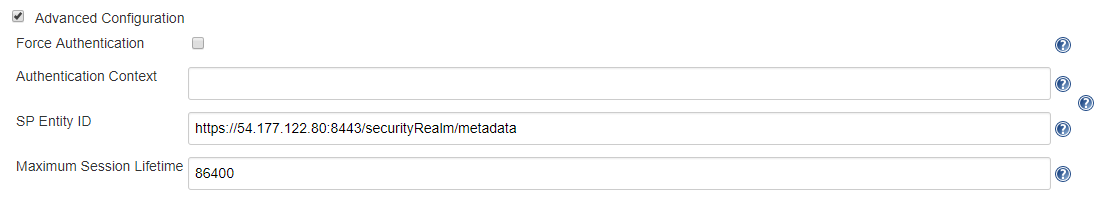 Advanced Configuration
Force Authentication
Authentication Context
SP Entity ID
https://54.177.122.80:8443/securityRealm/metadata
Maximum Session Lifetime
86400